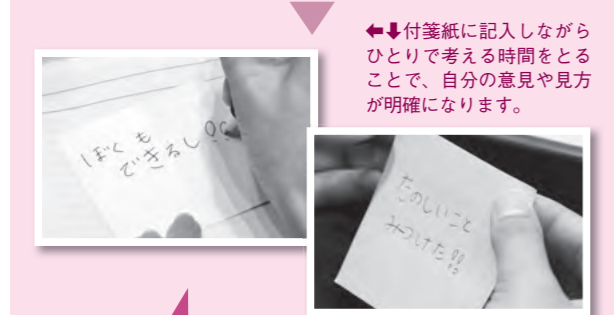 ⬅⬇付箋紙に記入しながら
ひとりで考える時間をとる
ことで、自分の意見や見方
が明確になります。
ぼくも
できるし!?
たのしいこと
みつけた!!